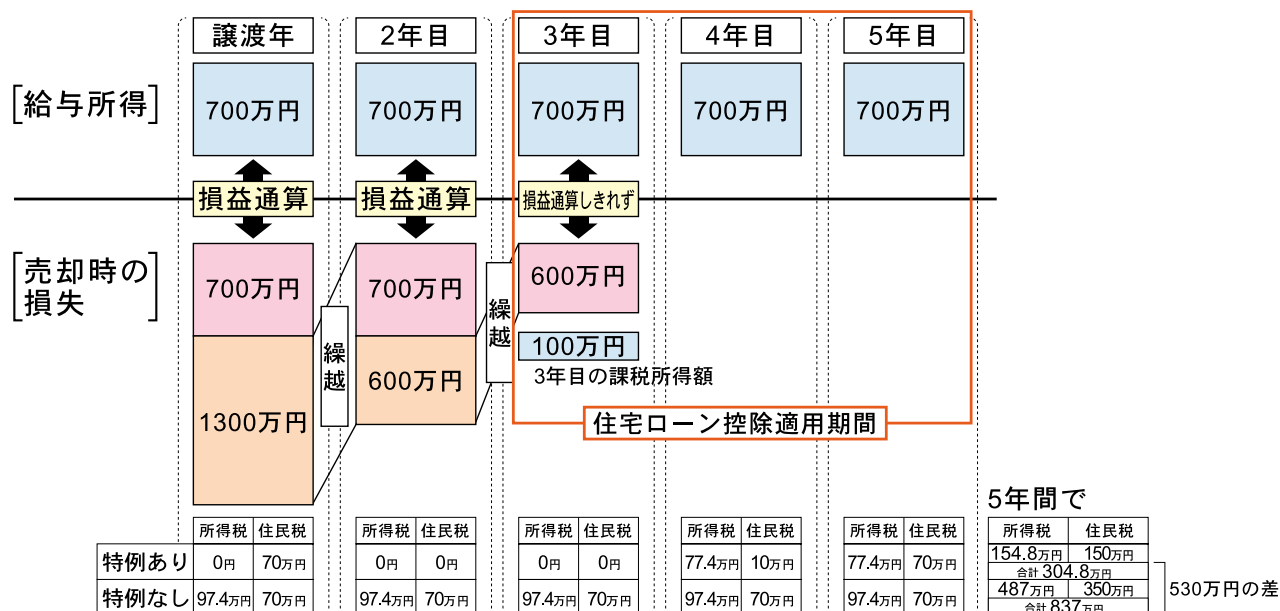 譲渡年 2年目 3年目 4年目 5年目
[給与所得] 700万円 700万円 700万円 700万円 700万円
損益通算 損益通算 損益通算しきれず
[売却時の損失]
700万円 700万円 600万円
繰越 繰越
1300万円 600万円 100万円
3年目の課税所得額
住宅ローン控除適用期間
5年間で
所得税 住民税 所得税 住民税 所得税 住民税 所得税 住民税 所得税 住民税 所得税 住民税
特例あり 0円 70万円 0円 0円 0円 0円 77.4万円 10万円 77.4万円 70万円 154.8万円 150万円
合計 304.8万円
特例なし 97.4万円 70万円 97.4万円 70万円 97.4万円 70万円 97.4万円 70万円 97.4万円 70万円 487万円 350万円
合計 837万円
530万円の差